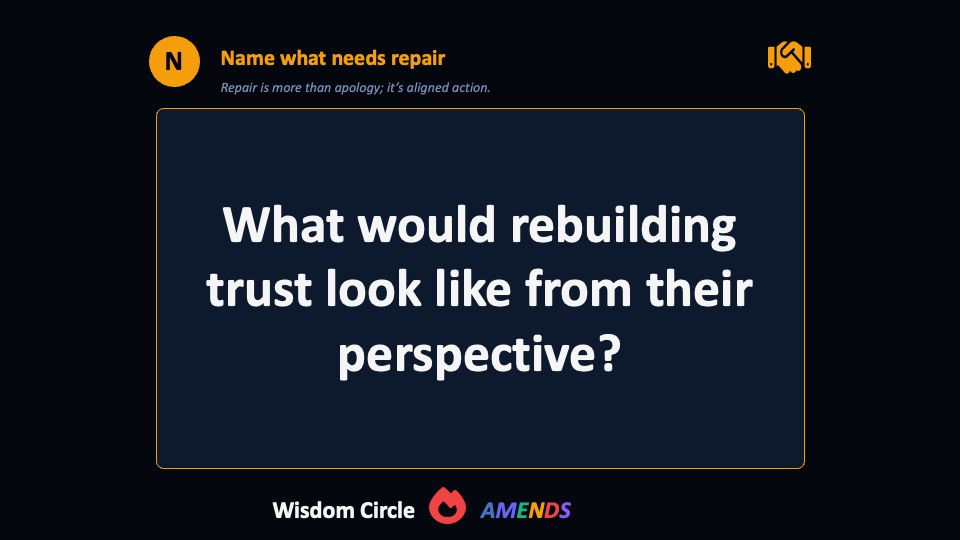 N
Name what needs repair
Repair is more than apology; it’s aligned action.
What would rebuilding
trust look like from their
perspective?
Wisdom Circle AMENDS